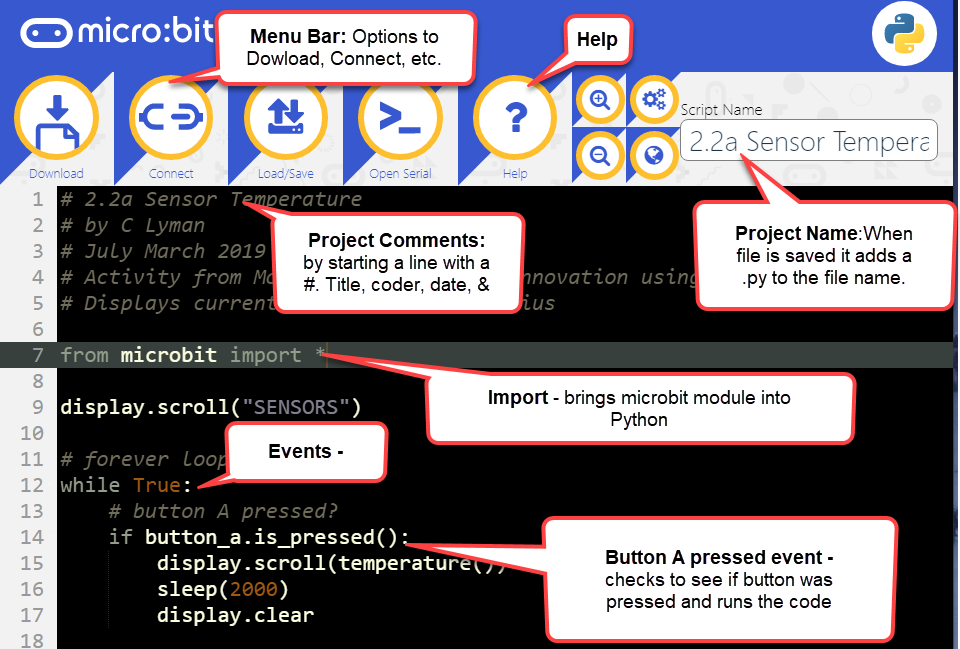 micro:bit
Menu Bar: Options to
Dowload, Connect, etc.
Help
Download
Connect
Load/Save
Open Serial
Help
Script Name
2.2a Sensor Tempera
Project Name:When
file is saved it adds a
.py to the file name.
1 # 2.2a Sensor Temperature
2 # by C Lyman
3 # July March 2019
4 # Activity from nnovation using
5 # Displays current ius
Project Comments:
by starting a line with a
#. Title, coder, date, &
6
7 from microbit import *
Import - brings microbit module into
Python
8
9 display.scroll("SENSORS")
10
11 # forever loop
Events -
12 while True:
13 # button A pressed?
14 if button_a.is_pressed():
15 display.scroll(temperature())
16 sleep(2000)
17 display.clear
18
Button A pressed event -
checks to see if button was
pressed and runs the code